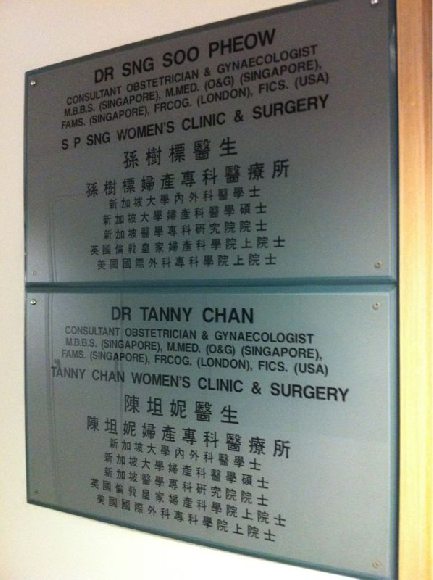 DR SNG SOO PHEOW
CONSULTANT OBSTETRICIAN & GYNAECOLOGIST
M.B.B.S. (SINGAPORE), M.MED. (O&G) (SINGAPORE),
FAMS. (SINGAPORE), FRCOG. (LONDON), FICS. (USA)
S P SNG WOMEN'S CLINIC & SURGERY
孫樹標醫生
孫樹標婦產專科醫療所
新加坡大學內外科醫學士
新加坡大學婦產科醫學碩士
新加坡醫學專科研究院院士
英國倫敦皇家婦產科學院上院士
美國國際外科專科學院上院士
DR TANNY CHAN
CONSULTANT OBSTETRICIAN & GYNAECOLOGIST
M.B.B.S. (SINGAPORE), M.MED. (O&G) (SINGAPORE),
FAMS. (SINGAPORE), FRCOG. (LONDON), FICS. (USA)
TANNY CHAN WOMEN'S CLINIC & SURGERY
陳坦妮醫生
陳坦妮婦產專科醫療所
新加坡大學內外科醫學士
新加坡大學婦產科醫學碩士
新加坡醫學專科研究院院士
英國倫敦皇家婦產科學院上院士
美國國際外科專科學院上院士